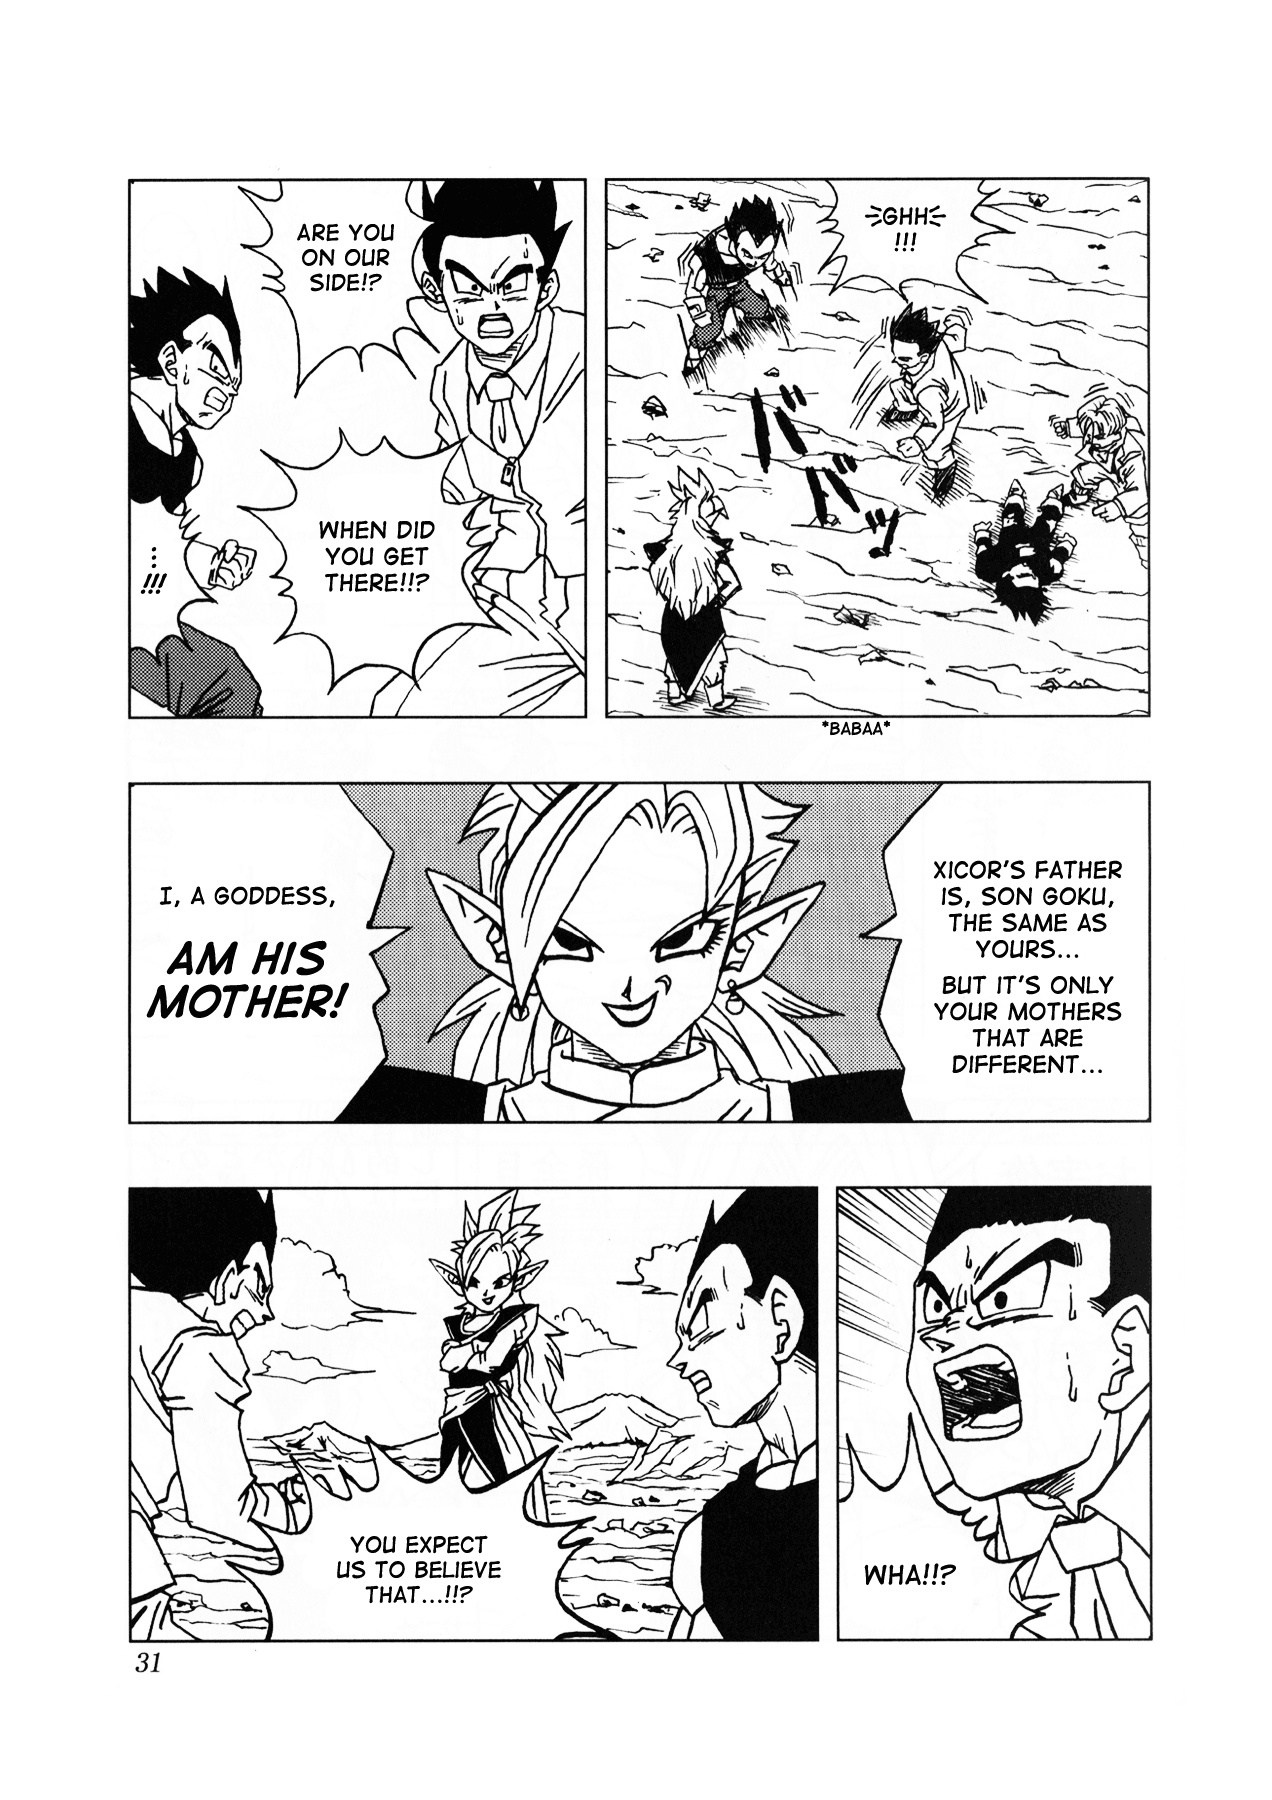 GHH
!!!
*BABAA*
ARE YOU
ON OUR
SIDE!?
WHEN DID
YOU GET
THERE!!?
...
!!!
XICOR'S FATHER
IS, SON GOKU,
THE SAME AS
YOURS...
BUT IT'S ONLY
YOUR MOTHERS
THAT ARE
DIFFERENT...
I, A GODDESS,
AM HIS
MOTHER!
WHA!!?
YOU EXPECT
US TO BELIEVE
THAT...!!?
31